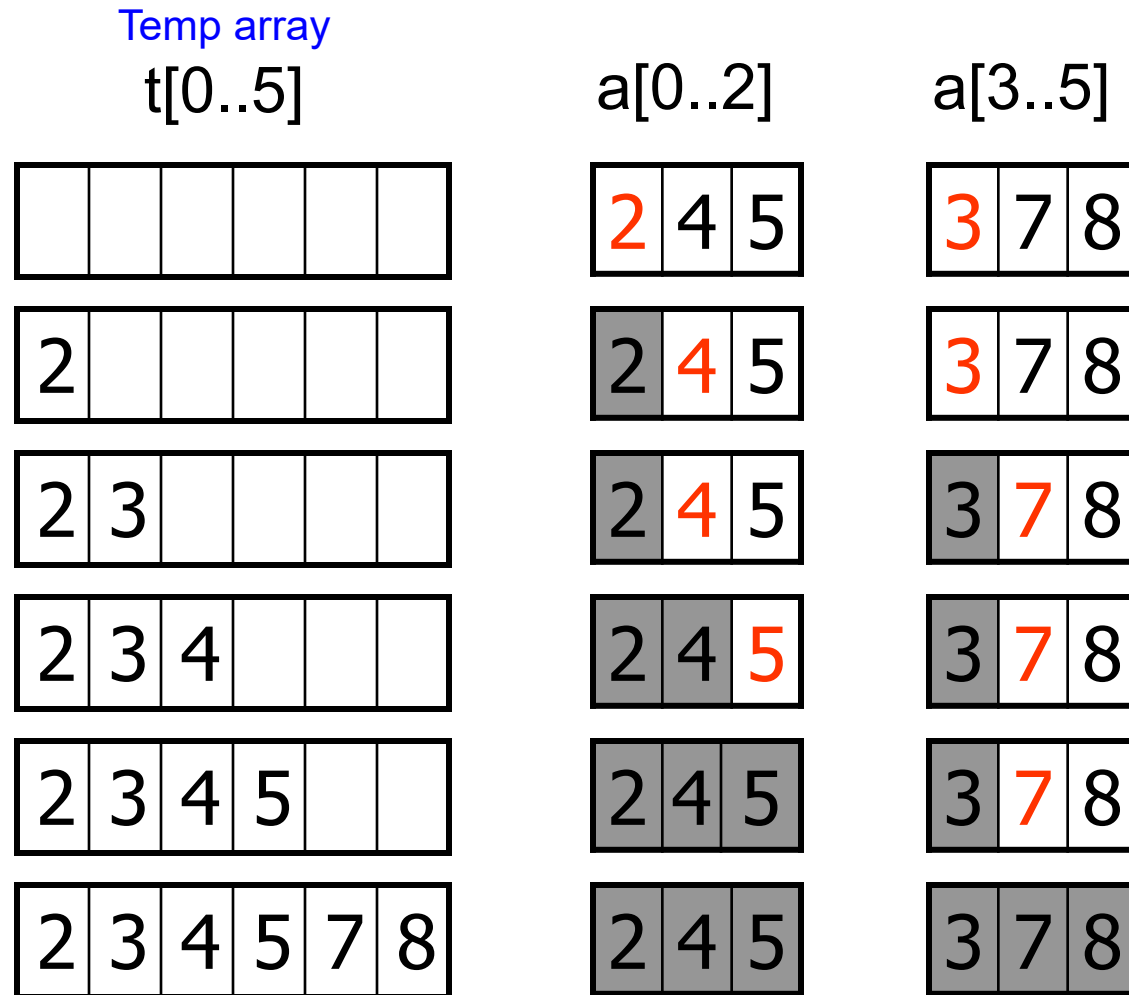 Temp array
t[0..5] a[0..2] a[3..5]
2 4 5 3 7 8
2 2 4 5 3 7 8
2 3 2 4 5 3 7 8
2 3 4 2 4 5 3 7 8
2 3 4 5 2 4 5 3 7 8
2 3 4 5 7 8 2 4 5 3 7 8